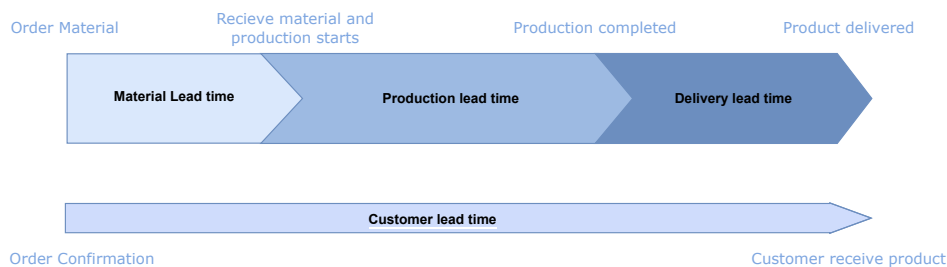 Order Material
Recieve material and
production starts
Production completed
Product delivered
Material Lead time
Production lead time
Delivery lead time
Customer lead time
Order Confirmation
Customer receive product